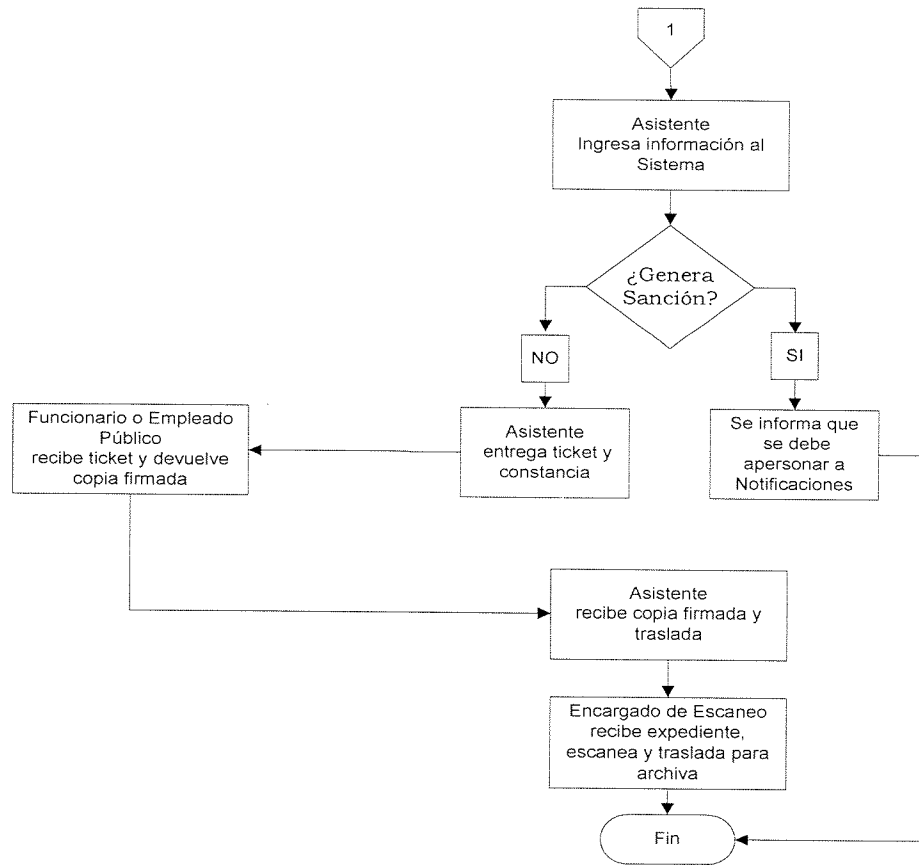 1
Asistente
Ingresa información al
Sistema
¿Genera
Sanción?
NO
SI
Funcionario o Empleado
Público
recibe ticket y devuelve
copia firmada
Asistente
entrega ticket y
constancia
Se informa que
se debe
apersonar a
Notificaciones
Asistente
recibe copia firmada y
traslada
Encargado de Escaneo
recibe expediente,
escanea y traslada para
archiva
Fin